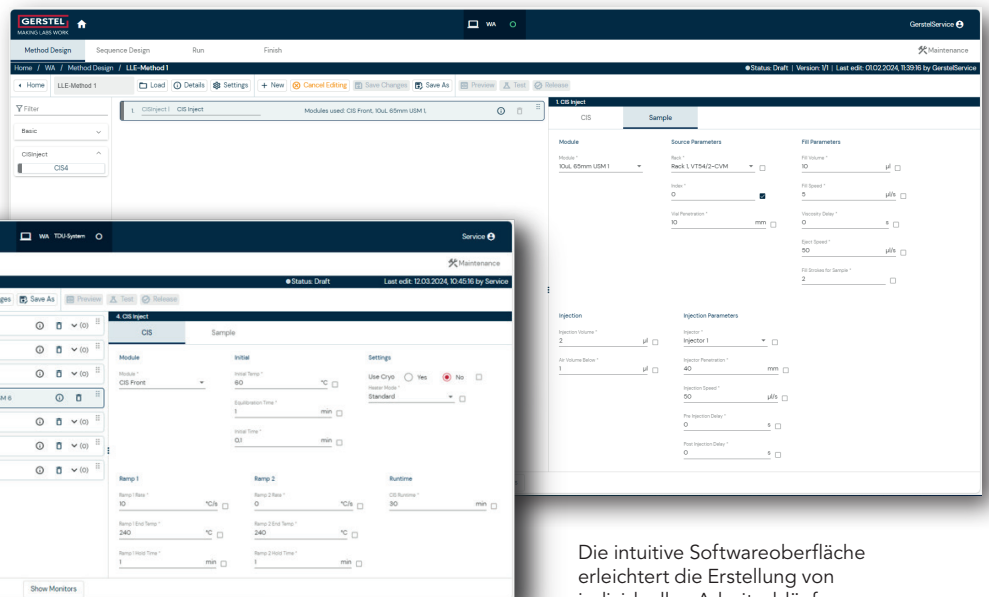 GERSTEL
MAKING LABS WORK
WA
GerstelService
Method Design Sequence Design Run Finish
Maintenance
Home / WA / Method Design / LLE-Method 1
Status: Draft | Version: 1/1 | Last edit: 01.02.2024, 11:39:16 by GerstelService
Home LLE-Method 1 Load Details Settings + New Cancel Editing Save Changes Save As Preview Test Release
Filter
Basic
CISInject
CIS4
1. CISInject 1 CIS Inject Modules used: CIS Front, 10uL 65mm USM 1.
1. CIS Inject
CIS Sample
Module Source Parameters Fill Parameters
Module * Rack * Fill Volume *
10uL 65mm USM 1 Rack 1, VT54/2-CVM 10 µl
Index * Fill Speed *
0 5 µl/s
Vial Penetration * Viscosity Delay *
10 mm 0 s
Eject Speed *
50 µl/s
Fill Strokes for Sample *
2
Injection Injection Parameters
Injection Volume * Injector *
2 µl Injector 1
Air Volume Below * Injector Penetration *
1 µl 40 mm
Injection Speed *
50 µl/s
Pre Injection Delay *
0 s
Post Injection Delay *
0 s
WA TDU-System
Service
Maintenance
Status: Draft Last edit: 12.03.2024, 10:45:16 by Service
ges Save As Preview Test Release
(0)
(0)
(0)
SM 6
(0)
(0)
(0)
4. CIS Inject
CIS Sample
Module Initial Settings
Module * Initial Temp * Use Cryo Yes No
CIS Front 60 °C Heater Mode *
Standard
Equilibration Time *
1 min
Initial Time *
0.1 min
Ramp 1 Ramp 2 Runtime
Ramp 1 Rate * Ramp 2 Rate * CIS Runtime *
10 °C/s 0 °C/s 30 min
Ramp 1 End Temp * Ramp 2 End Temp *
240 °C 240 °C
Ramp 1 Hold Time * Ramp 2 Hold Time *
1 min 1 min
Show Monitors
Die intuitive Softwareoberfläche
erleichtert die Erstellung von